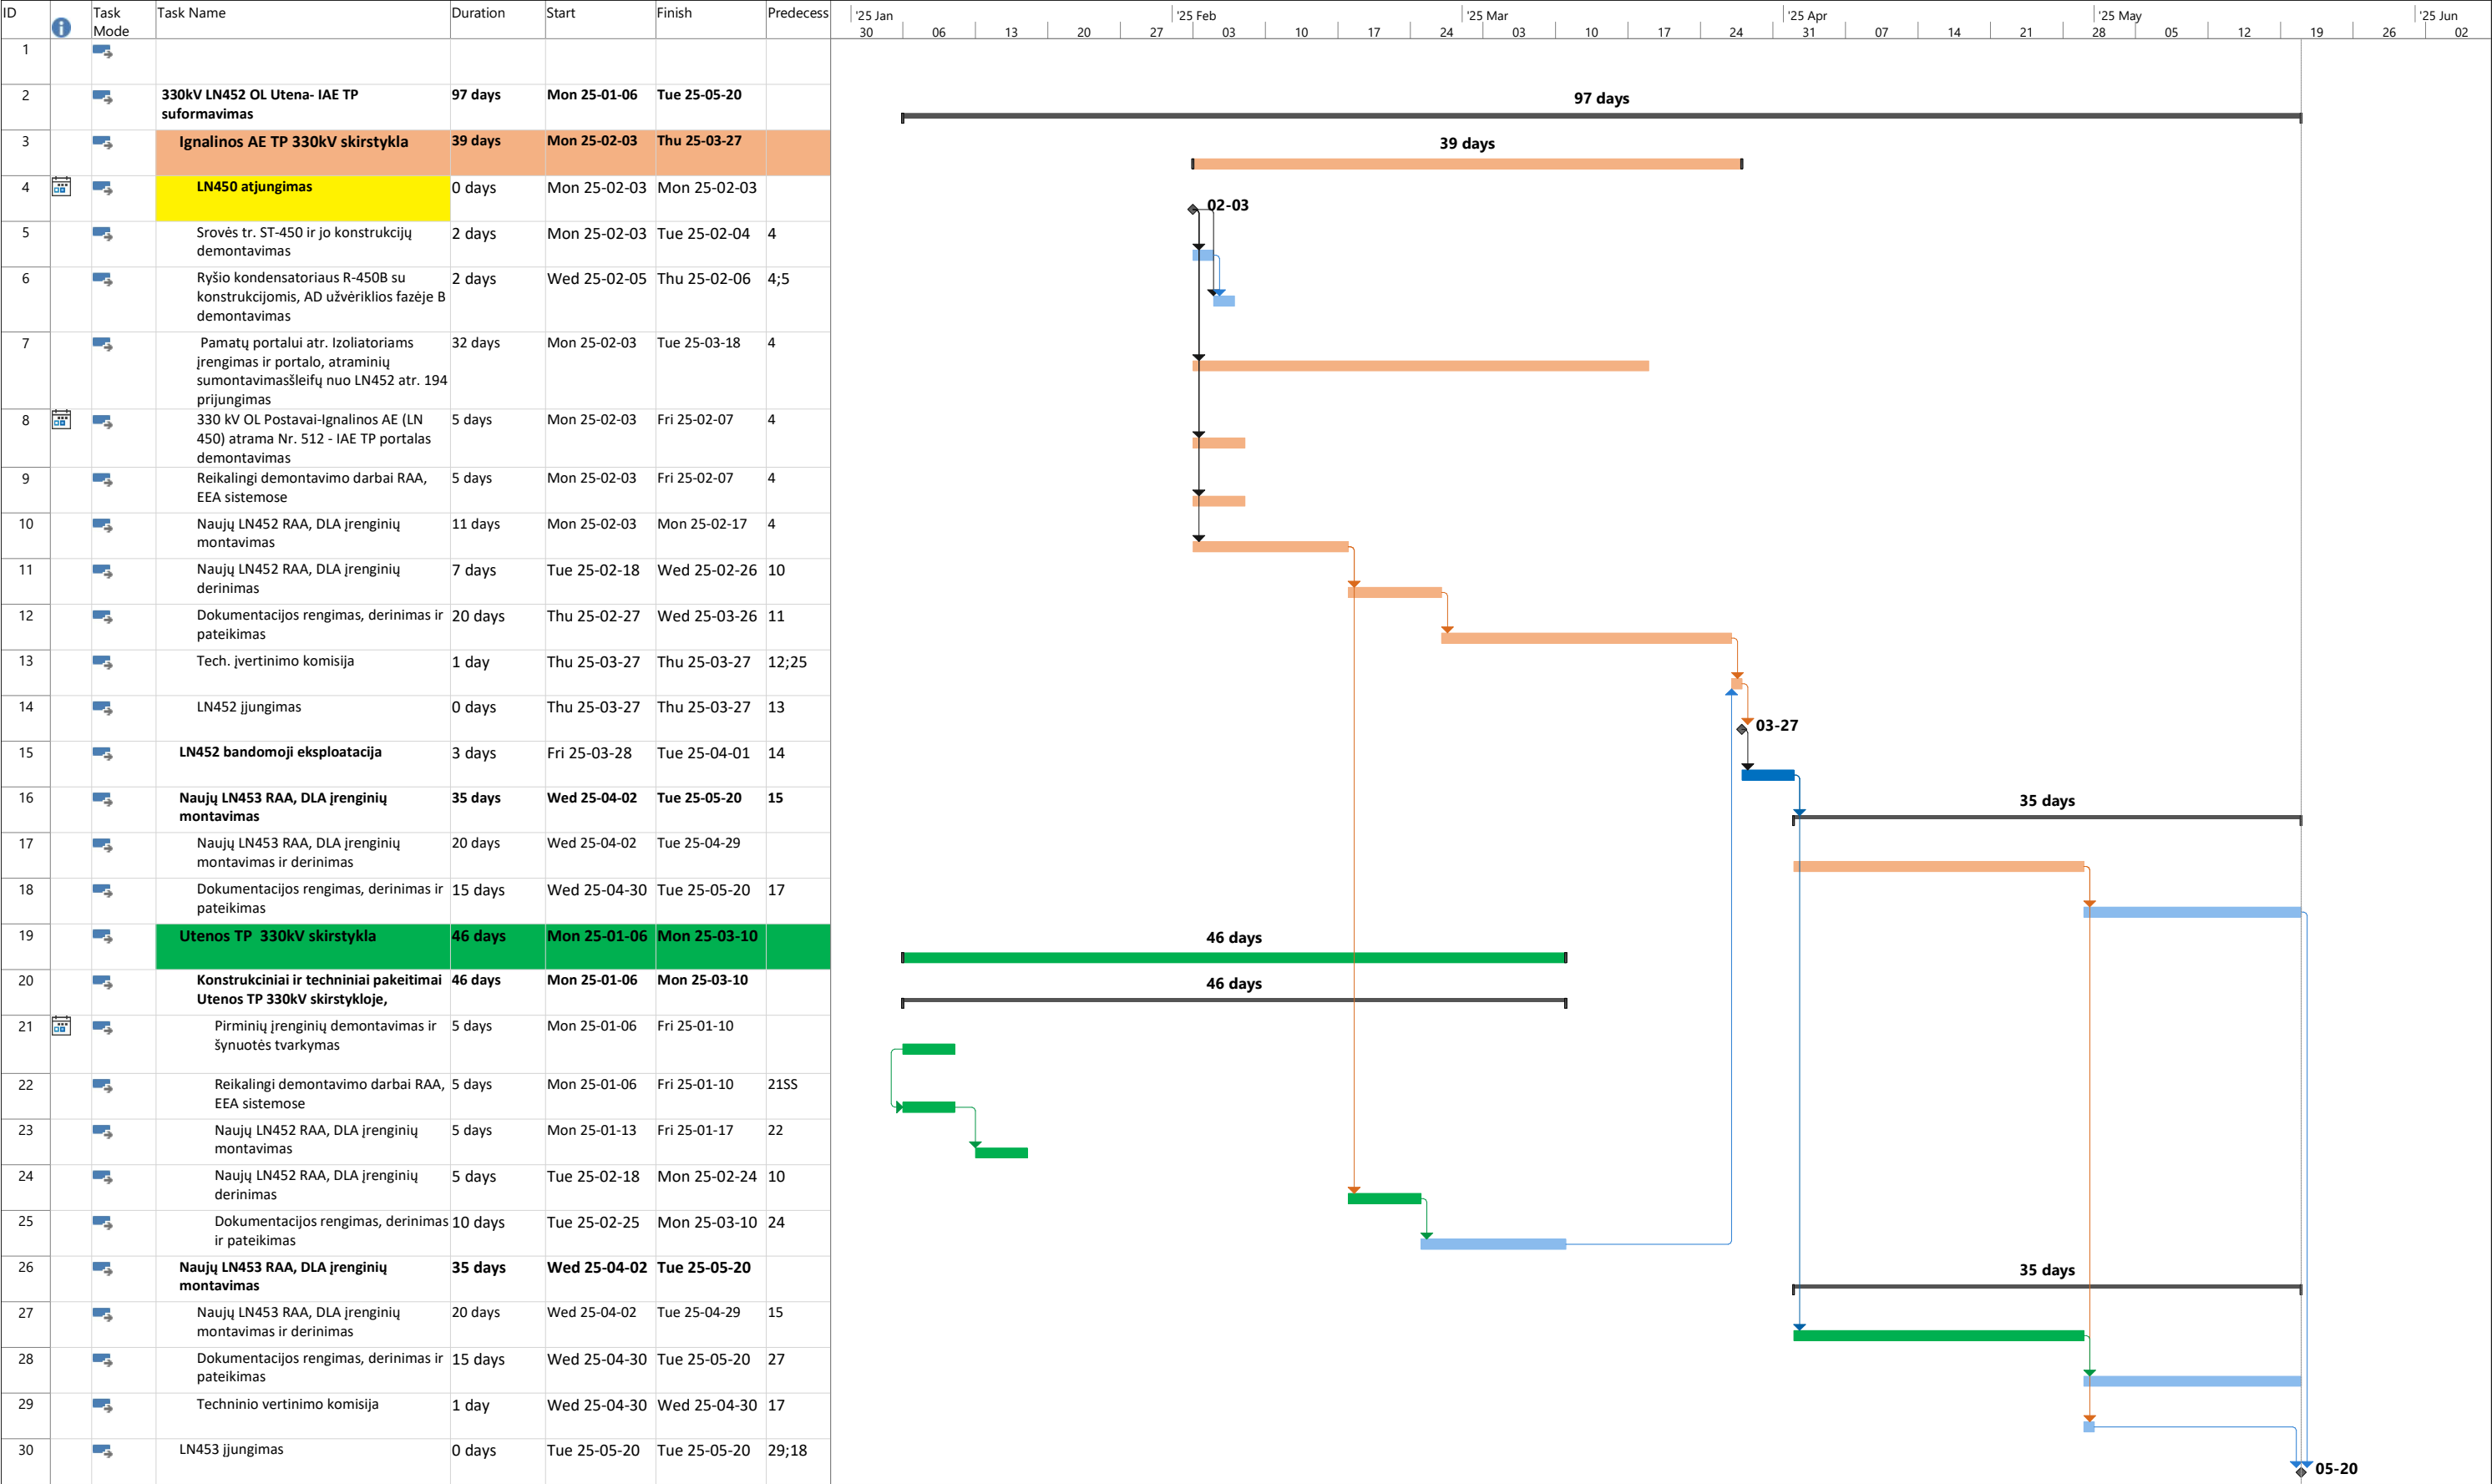 ID Task Mode Task Name Duration Start Finish Predecess
'25 Jan '25 Feb '25 Mar '25 Apr '25 May '25 Jun
30 06 13 20 27 03 10 17 24 03 10 17 24 31 07 14 21 28 05 12 19 26 02
1
2 330kV LN452 OL Utena- IAE TP 97 days Mon 25-01-06 Tue 25-05-20
suformavimas
97 days
3 Ignalinos AE TP 330kV skirstykla 39 days Mon 25-02-03 Thu 25-03-27
39 days
4 LN450 atjungimas 0 days Mon 25-02-03 Mon 25-02-03
02-03
5 Srovės tr. ST-450 ir jo konstrukcijų 2 days Mon 25-02-03 Tue 25-02-04 4
demontavimas
6 Ryšio kondensatoriaus R-450B su 2 days Wed 25-02-05 Thu 25-02-06 4;5
konstrukcijomis, AD užvėriklios fazėje B
demontavimas
7 Pamatų portalui atr. Izoliatoriams 32 days Mon 25-02-03 Tue 25-03-18 4
įrengimas ir portalo, atraminių
sumontavimasšleifų nuo LN452 atr. 194
prijungimas
8 330 kV OL Postavai-Ignalinos AE (LN 5 days Mon 25-02-03 Fri 25-02-07 4
450) atrama Nr. 512 - IAE TP portalas
demontavimas
9 Reikalingi demontavimo darbai RAA, 5 days Mon 25-02-03 Fri 25-02-07 4
EEA sistemose
10 Naujų LN452 RAA, DLA įrenginių 11 days Mon 25-02-03 Mon 25-02-17 4
montavimas
11 Naujų LN452 RAA, DLA įrenginių 7 days Tue 25-02-18 Wed 25-02-26 10
derinimas
12 Dokumentacijos rengimas, derinimas ir 20 days Thu 25-02-27 Wed 25-03-26 11
pateikimas
13 Tech. įvertinimo komisija 1 day Thu 25-03-27 Thu 25-03-27 12;25
14 LN452 įjungimas 0 days Thu 25-03-27 Thu 25-03-27 13
03-27
15 LN452 bandomoji eksploatacija 3 days Fri 25-03-28 Tue 25-04-01 14
16 Naujų LN453 RAA, DLA įrenginių 35 days Wed 25-04-02 Tue 25-05-20 15
montavimas
35 days
17 Naujų LN453 RAA, DLA įrenginių 20 days Wed 25-04-02 Tue 25-04-29
montavimas ir derinimas
18 Dokumentacijos rengimas, derinimas ir 15 days Wed 25-04-30 Tue 25-05-20 17
pateikimas
19 Utenos TP 330kV skirstykla 46 days Mon 25-01-06 Mon 25-03-10
46 days
20 Konstrukciniai ir techniniai pakeitimai 46 days Mon 25-01-06 Mon 25-03-10
Utenos TP 330kV skirstykloje,
46 days
21 Pirminių įrenginių demontavimas ir 5 days Mon 25-01-06 Fri 25-01-10
šynuotės tvarkymas
22 Reikalingi demontavimo darbai RAA, 5 days Mon 25-01-06 Fri 25-01-10 21SS
EEA sistemose
23 Naujų LN452 RAA, DLA įrenginių 5 days Mon 25-01-13 Fri 25-01-17 22
montavimas
24 Naujų LN452 RAA, DLA įrenginių 5 days Tue 25-02-18 Mon 25-02-24 10
derinimas
25 Dokumentacijos rengimas, derinimas 10 days Tue 25-02-25 Mon 25-03-10 24
ir pateikimas
26 Naujų LN453 RAA, DLA įrenginių 35 days Wed 25-04-02 Tue 25-05-20
montavimas
35 days
27 Naujų LN453 RAA, DLA įrenginių 20 days Wed 25-04-02 Tue 25-04-29 15
montavimas ir derinimas
28 Dokumentacijos rengimas, derinimas ir 15 days Wed 25-04-30 Tue 25-05-20 27
pateikimas
29 Techninio vertinimo komisija 1 day Wed 25-04-30 Wed 25-04-30 17
30 LN453 įjungimas 0 days Tue 25-05-20 Tue 25-05-20 29;18
05-20